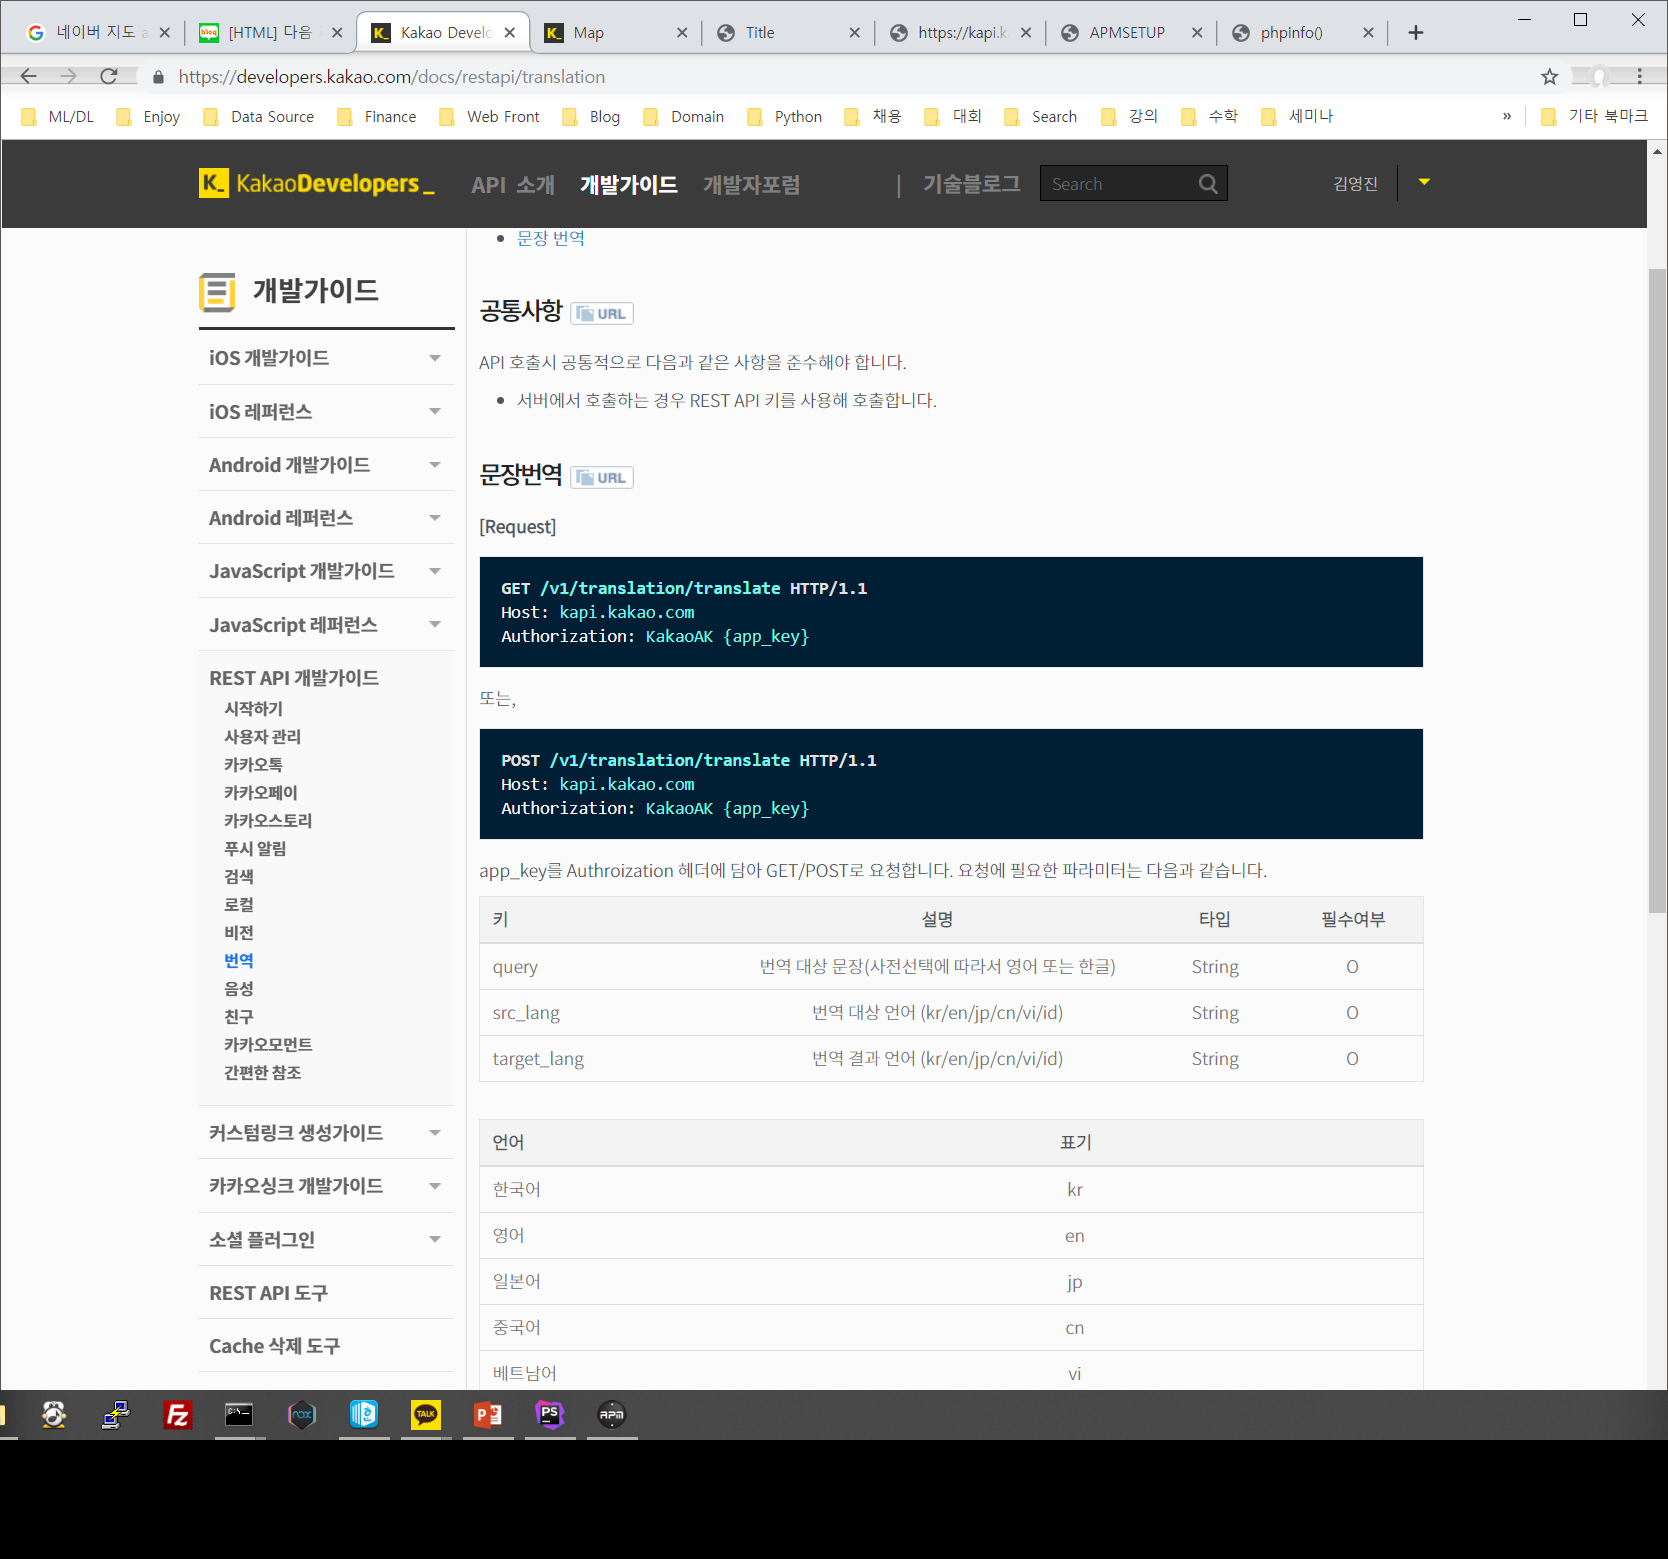 네이버 지도 a
[HTML] 다음
Kakao Develo
Map
Title
https://kapi.k
APMSETUP
phpinfo()
https://developers.kakao.com/docs/restapi/translation
ML/DL
Enjoy
Data Source
Finance
Web Front
Blog
Domain
Python
채용
대회
Search
강의
수학
세미나
»
기타 북마크
K_ KakaoDevelopers_
API 소개
개발가이드
개발자포럼
|
기술블로그
Search
김영진
개발가이드
iOS 개발가이드
iOS 레퍼런스
Android 개발가이드
Android 레퍼런스
JavaScript 개발가이드
JavaScript 레퍼런스
REST API 개발가이드
시작하기
사용자 관리
카카오톡
카카오페이
카카오스토리
푸시 알림
검색
로컬
비전
번역
음성
친구
카카오모먼트
간편한 참조
커스텀링크 생성가이드
카카오싱크 개발가이드
소셜 플러그인
REST API 도구
Cache 삭제 도구
• 문장 번역
공통사항 URL
API 호출시 공통적으로 다음과 같은 사항을 준수해야 합니다.
• 서버에서 호출하는 경우 REST API 키를 사용해 호출합니다.
문장번역 URL
[Request]
GET /v1/translation/translate HTTP/1.1
Host: kapi.kakao.com
Authorization: KakaoAK {app_key}
또는,
POST /v1/translation/translate HTTP/1.1
Host: kapi.kakao.com
Authorization: KakaoAK {app_key}
app_key를 Authroization 헤더에 담아 GET/POST로 요청합니다. 요청에 필요한 파라미터는 다음과 같습니다.
키 설명 타입 필수여부
query 번역 대상 문장(사전선택에 따라서 영어 또는 한글) String O
src_lang 번역 대상 언어 (kr/en/jp/cn/vi/id) String O
target_lang 번역 결과 언어 (kr/en/jp/cn/vi/id) String O
언어 표기
한국어 kr
영어 en
일본어 jp
중국어 cn
베트남어 vi
FZ
C:\_
nox
한
TALK
P
PS
APM